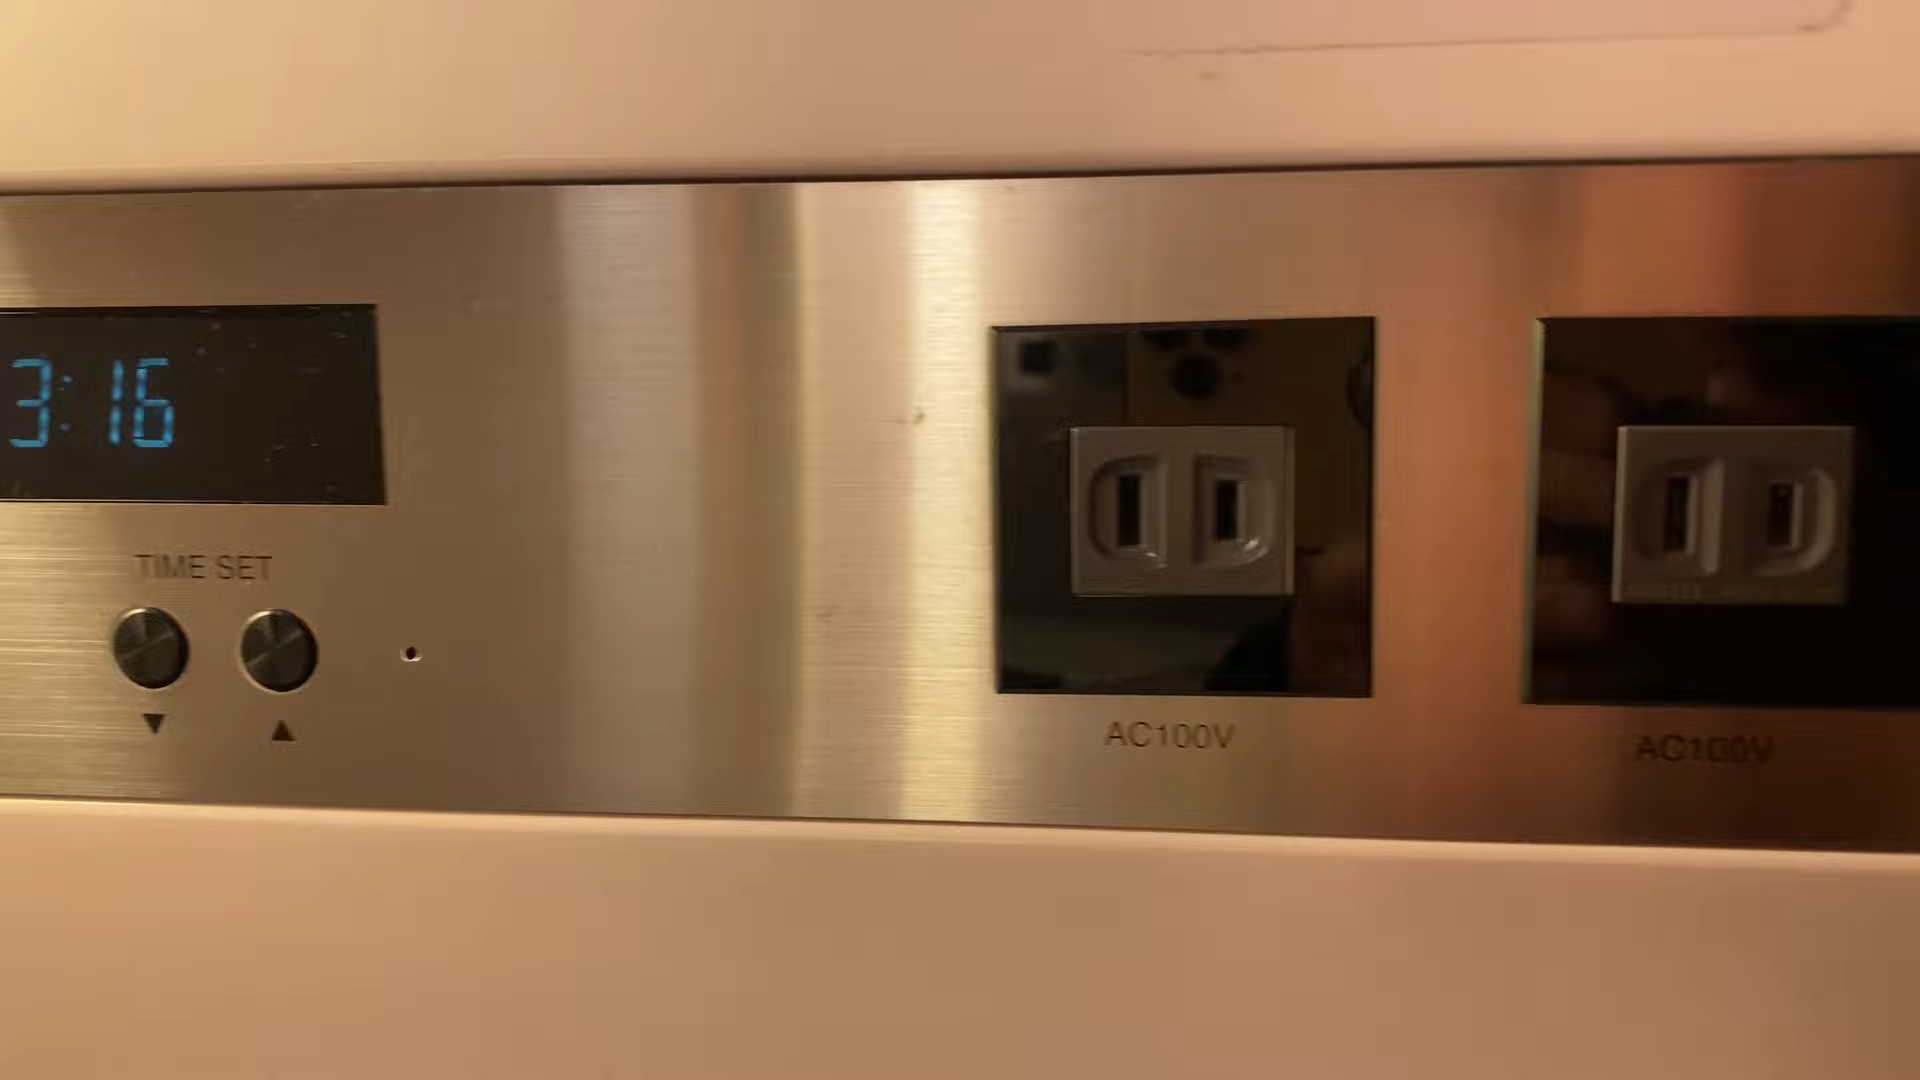 3:16
TIME SET
▼ ▲
AC100V
AC100V